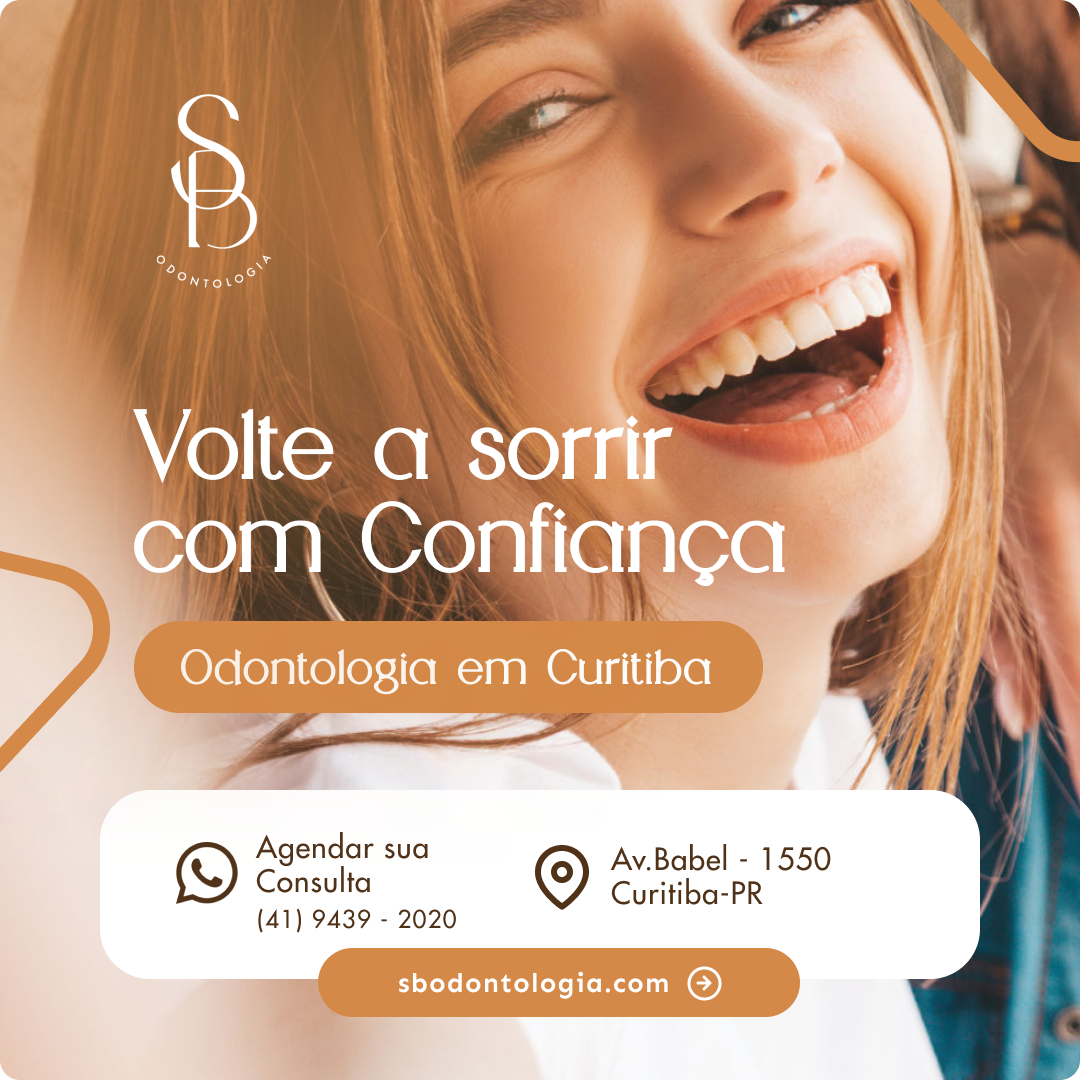 SB
ODONTOLOGIA
Volte a sorrir
com Confiança
Odontologia em Curitiba
Agendar sua
Consulta
(41) 9439 - 2020
Av.Babel - 1550
Curitiba-PR
sbodontologia.com